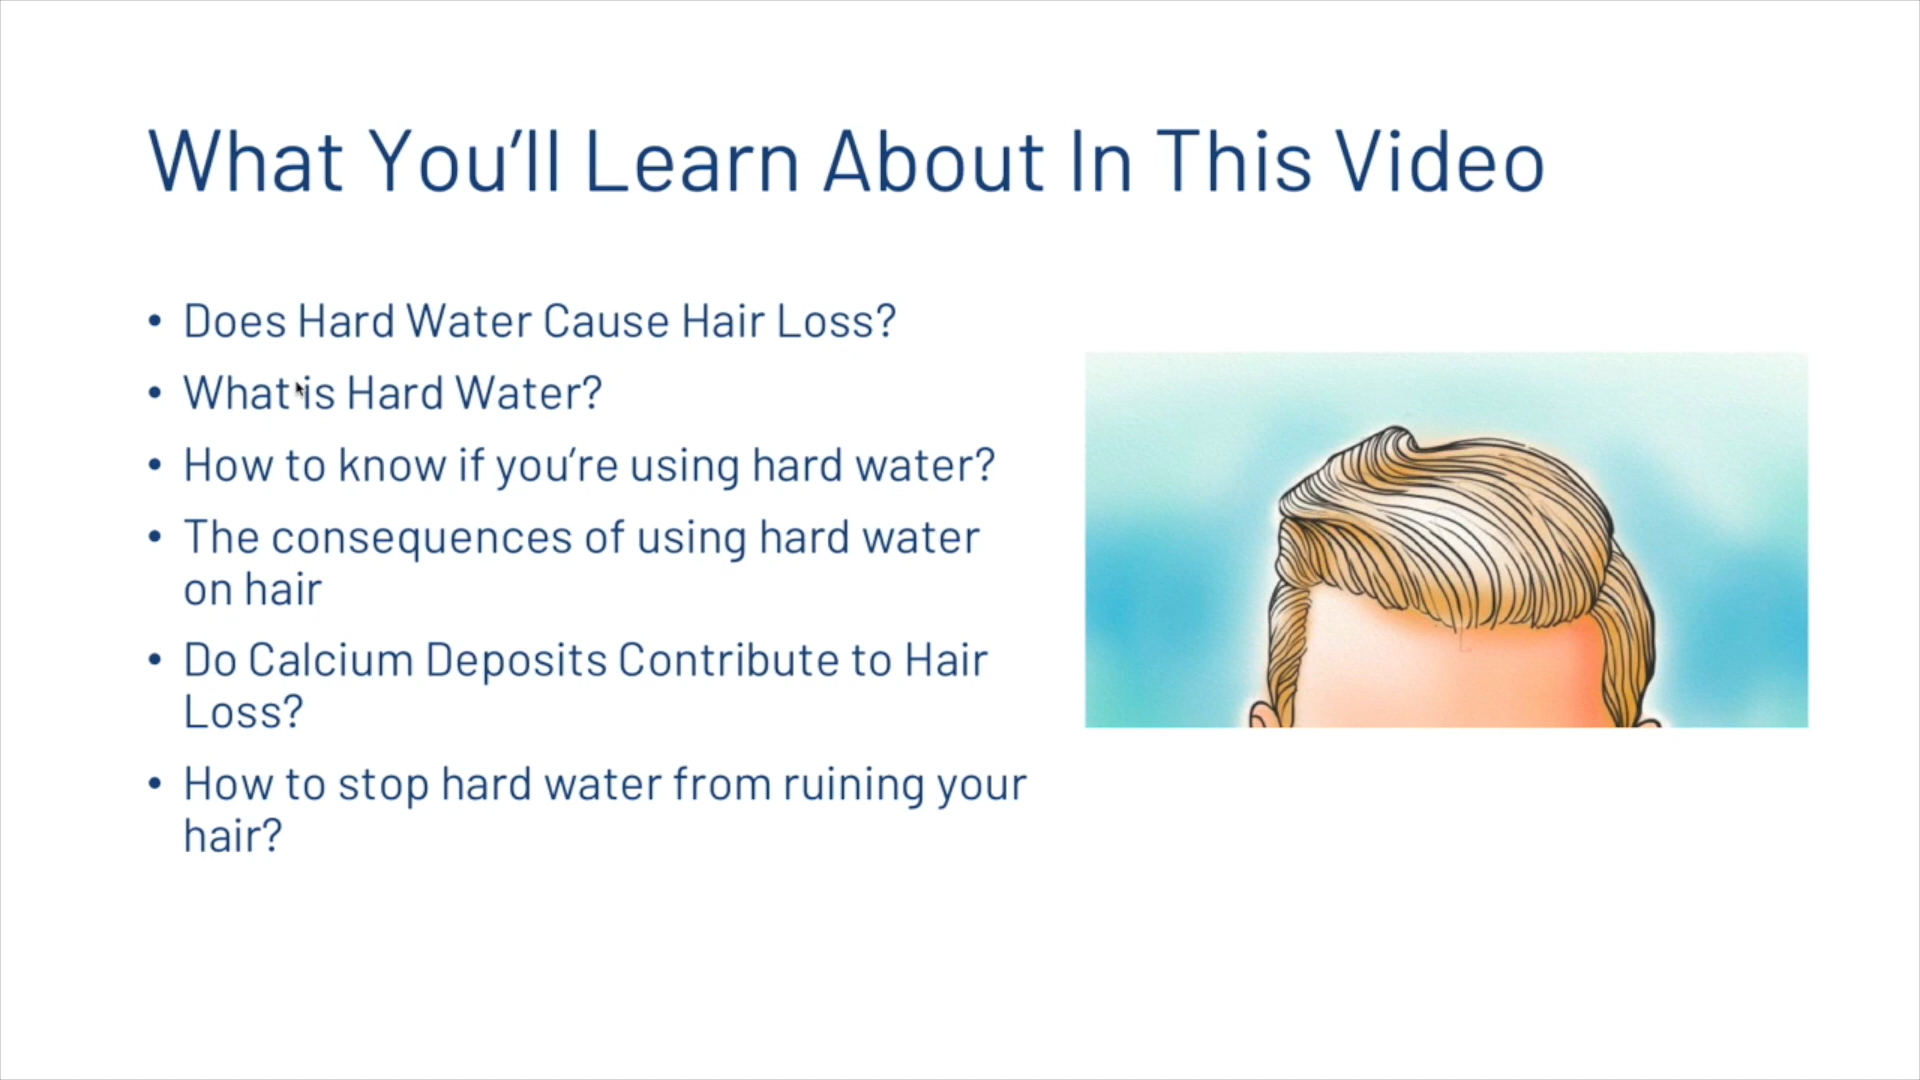 What You’ll Learn About In This Video
• Does Hard Water Cause Hair Loss?
• What is Hard Water?
• How to know if you’re using hard water?
• The consequences of using hard water
on hair
• Do Calcium Deposits Contribute to Hair
Loss?
• How to stop hard water from ruining your
hair?